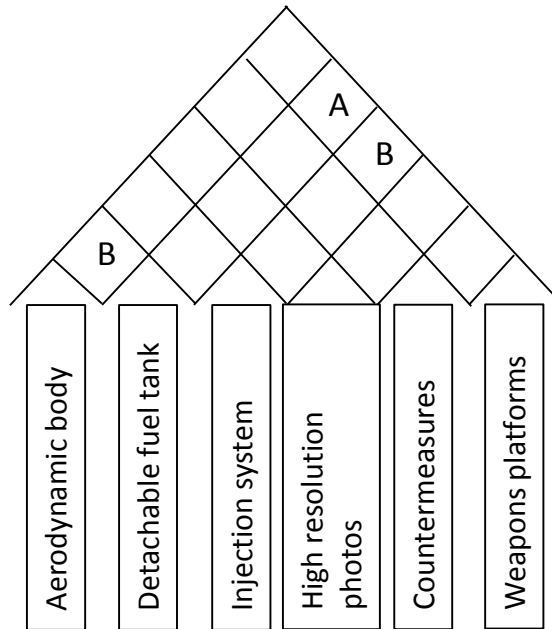 A
B
B
Aerodynamic body
Detachable fuel tank
Injection system
High resolution
photos
Countermeasures
Weapons platforms